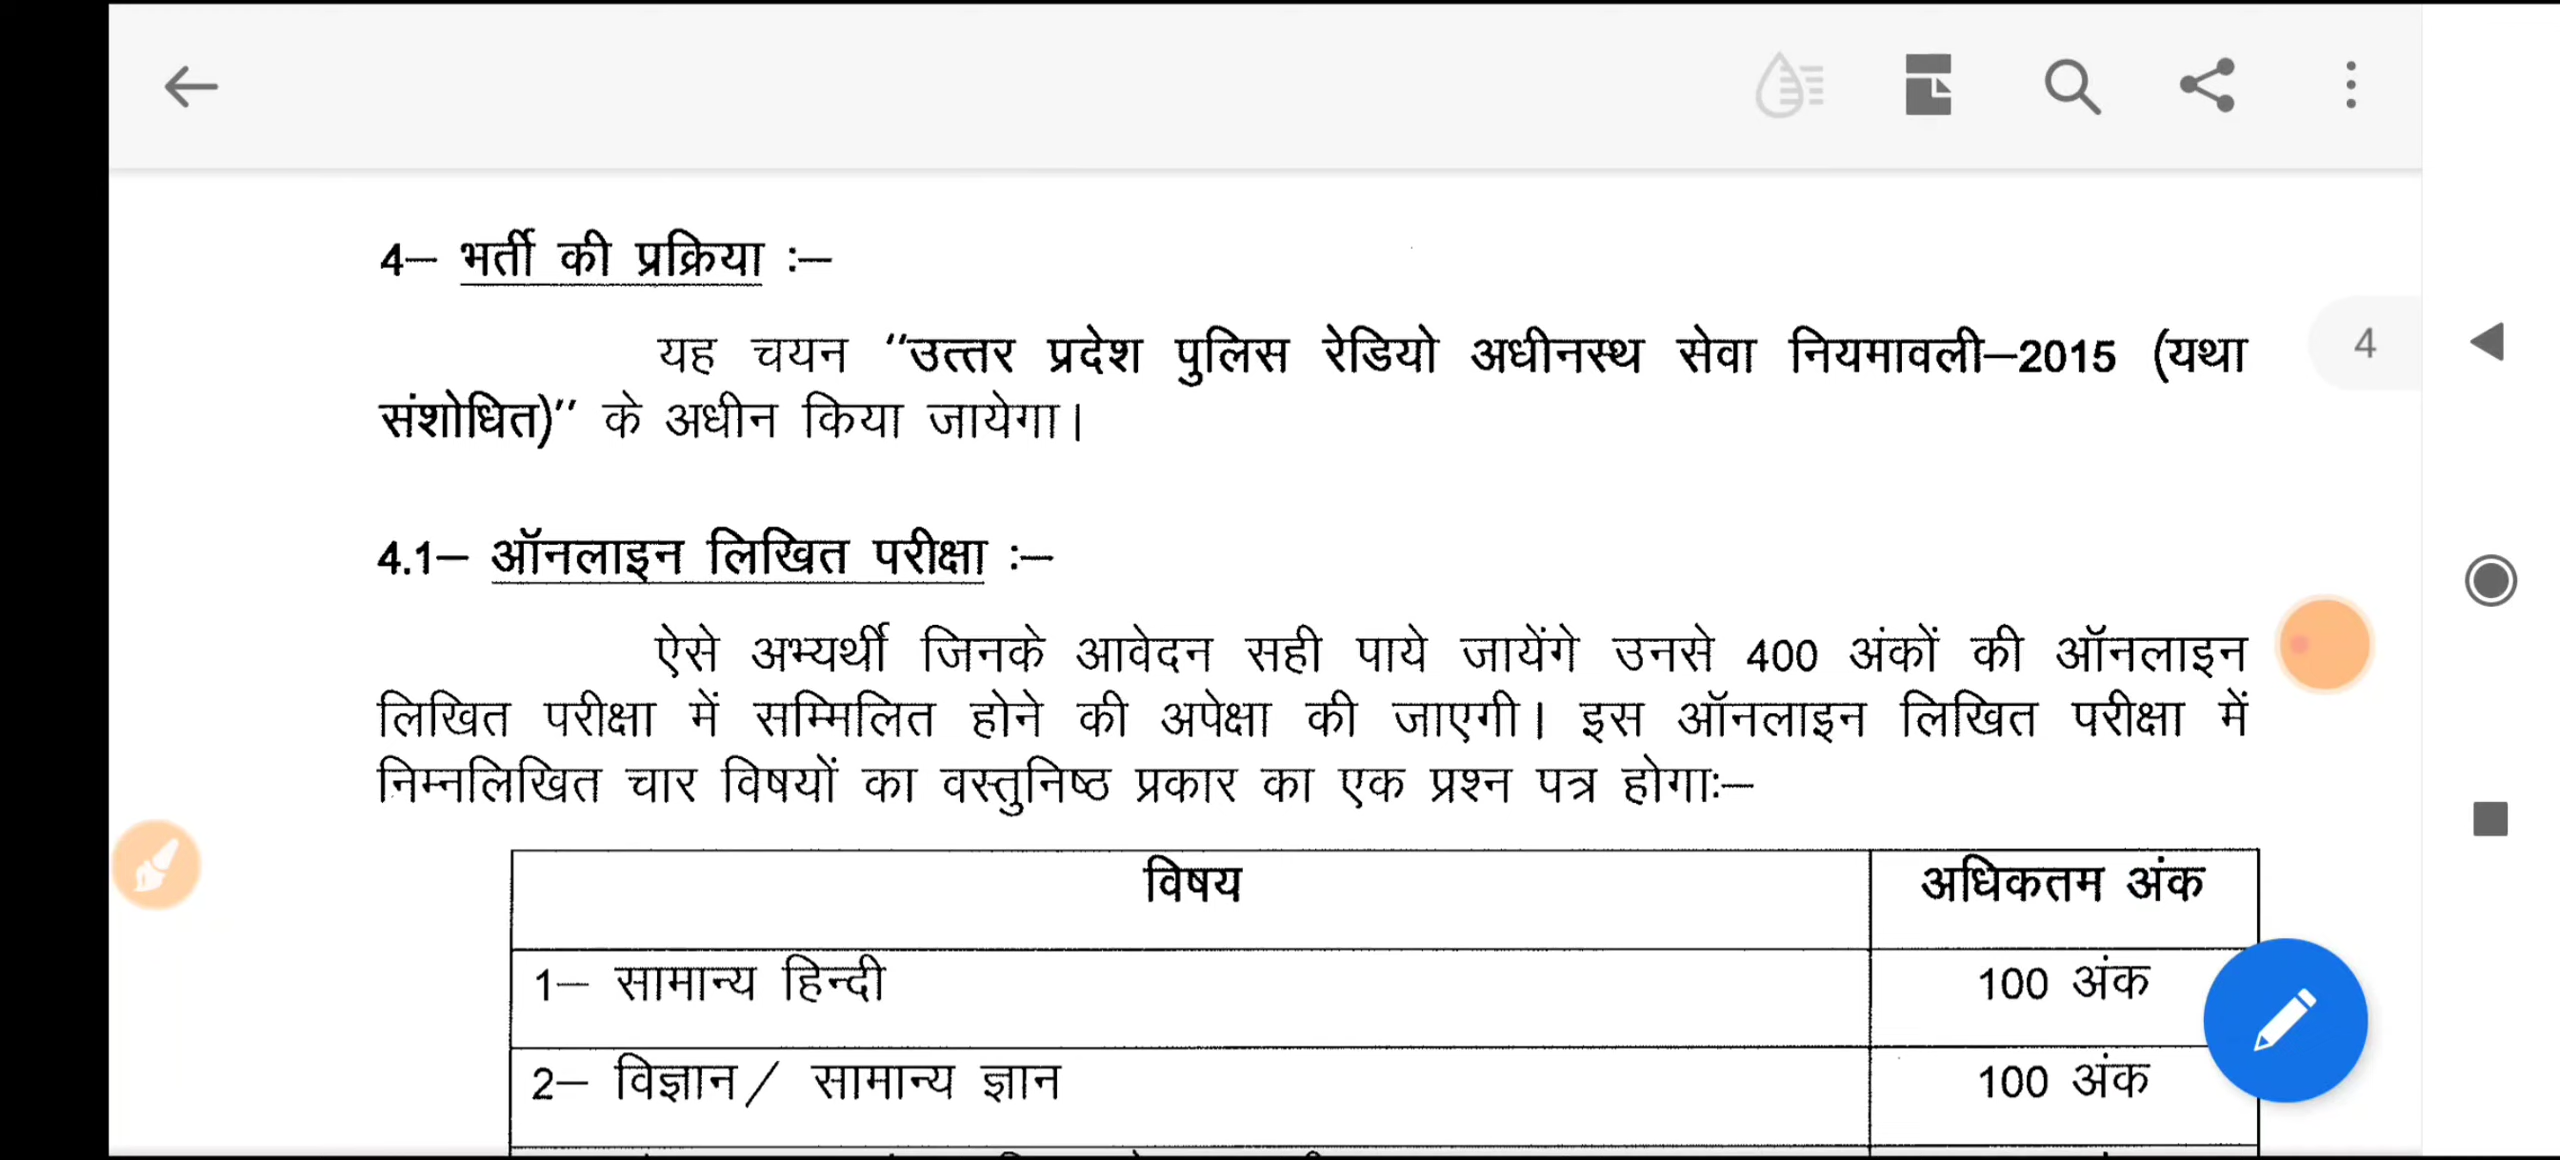 4– भर्ती की प्रक्रिया :–
यह चयन ‘‘उत्तर प्रदेश पुलिस रेडियो अधीनस्थ सेवा नियमावली–2015 (यथा
4
संशोधित)’’ के अधीन किया जायेगा।
4.1– ऑनलाइन लिखित परीक्षा :–
ऐसे अभ्यर्थी जिनके आवेदन सही पाये जायेंगे उनसे 400 अंकों की ऑनलाइन
लिखित परीक्षा में सम्मिलित होने की अपेक्षा की जाएगी। इस ऑनलाइन लिखित परीक्षा में
निम्नलिखित चार विषयों का वस्तुनिष्ठ प्रकार का एक प्रश्न पत्र होगाः–
विषय अधिकतम अंक
1– सामान्य हिन्दी 100 अंक
2– विज्ञान/ सामान्य ज्ञान 100 अंक